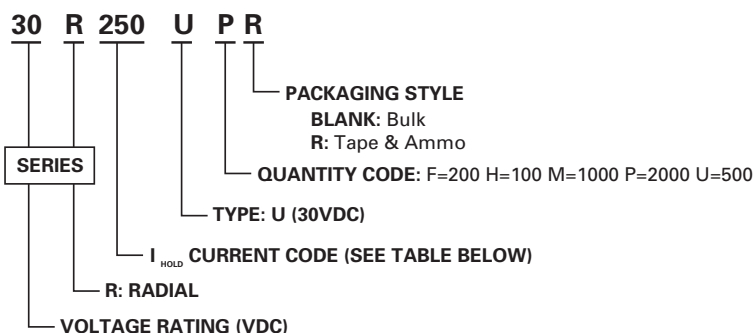 30 R 250 U P R
PACKAGING STYLE
BLANK: Bulk
R: Tape & Ammo
SERIES
QUANTITY CODE: F=200 H=100 M=1000 P=2000 U=500
TYPE: U (30VDC)
I HOLD CURRENT CODE (SEE TABLE BELOW)
R: RADIAL
VOLTAGE RATING (VDC)